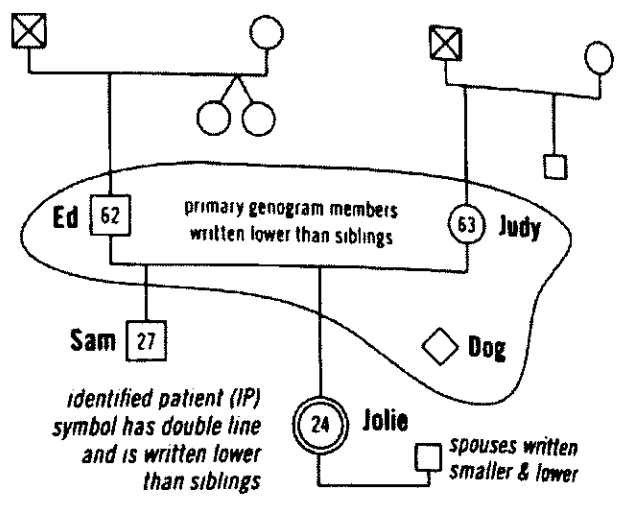 Ed
62
primary genogram members
written lower than siblings
63
Judy
Sam
27
Dog
identified patient (IP)
symbol has double line
and is written lower
than siblings
24
Jolie
spouses written
smaller & lower